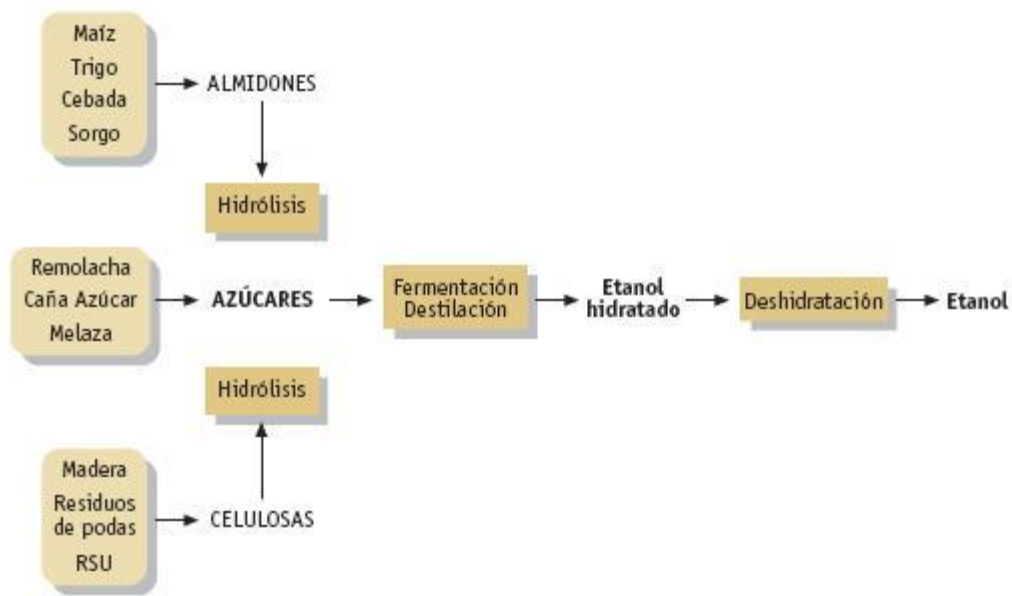 Maíz
Trigo
Cebada
Sorgo
ALMIDONES
Hidrólisis
Remolacha
Caña Azúcar
Melaza
AZÚCARES
Fermentación
Destilación
Etanol
hidratado
Deshidratación
Etanol
Hidrólisis
Madera
Residuos
de podas
RSU
CELULOSAS